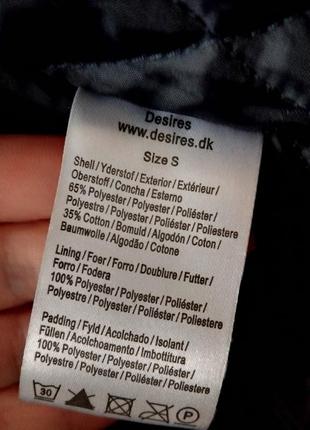 Desires
www.desires.dk
Size S
Shell / Yderstof / Exterior / Extérieur /
Oberstoff / Concha / Esterno
65% Polyester / Polyester / Poliéster /
Polyestre / Polyester / Poliéster / Poliestere
35% Cotton / Bomuld / Algodón / Coton /
Baumwolle / Algodão / Cotone
Lining / Foer / Forro / Doublure / Futter /
Forro / Fodera
100% Polyester / Polyester / Poliéster /
Polyestre / Polyester / Poliéster / Poliestere
Padding / Fyld / Acolchado / Isolant /
Füllen / Acolchoamento / Imbottitura
100% Polyester / Polyester / Poliéster /
Polyestre / Polyester / Poliéster / Poliestere
30 P